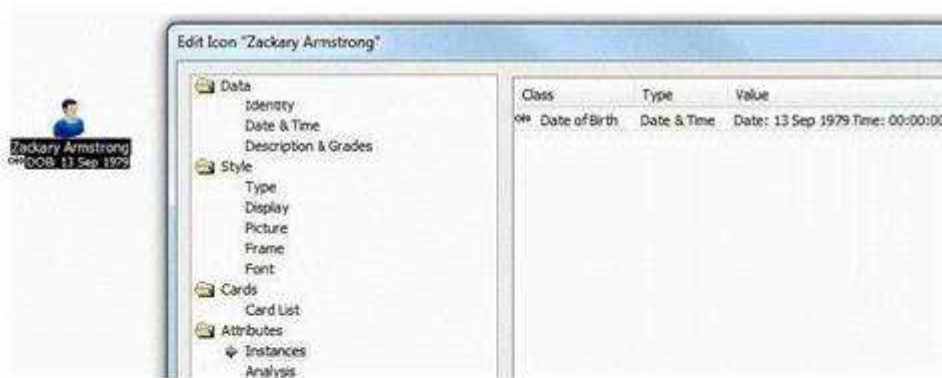 Zackary Armstrong
DOB: 13 Sep 1979
Edit Icon "Zackary Armstrong"
Data
Identity
Date & Time
Description & Grades
Style
Type
Display
Picture
Frame
Font
Cards
Card List
Attributes
Instances
Analysis
Class Type Value
Date of Birth Date & Time Date: 13 Sep 1979 Time: 00:00:00